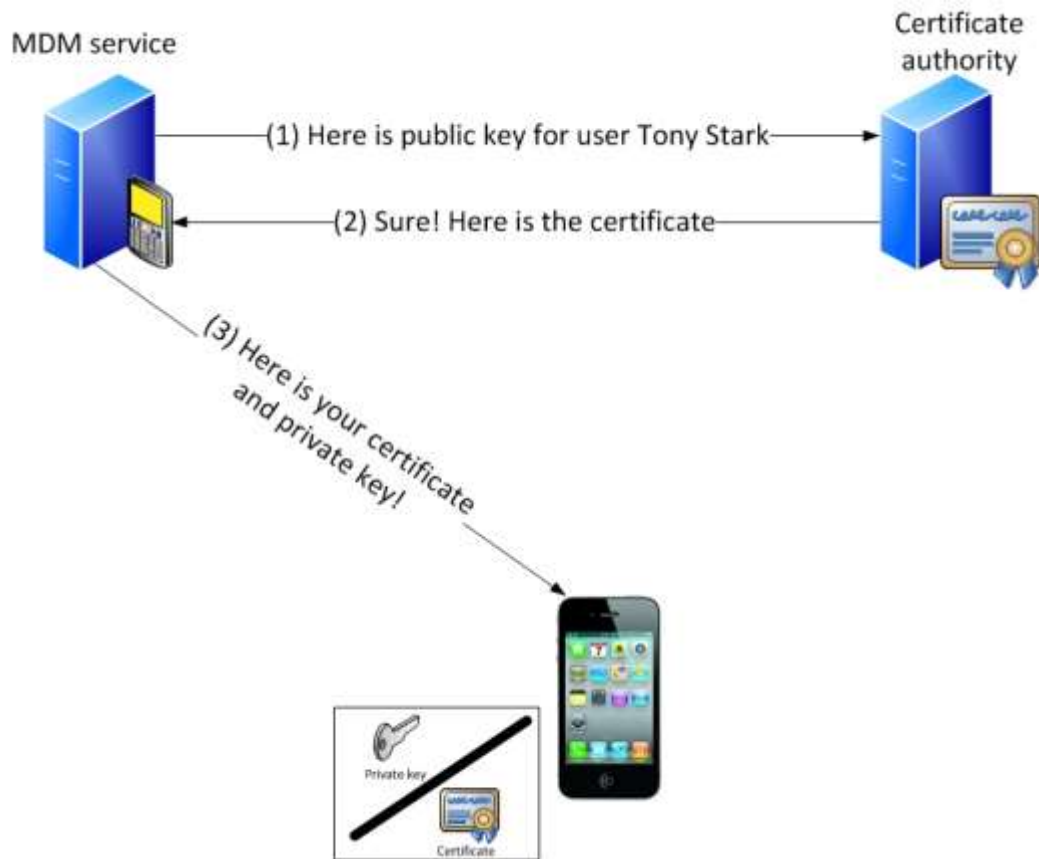 MDM service
Certificate
authority
(1) Here is public key for user Tony Stark
(2) Sure! Here is the certificate
(3) Here is your certificate
and private key!
7
Private key
Certificate